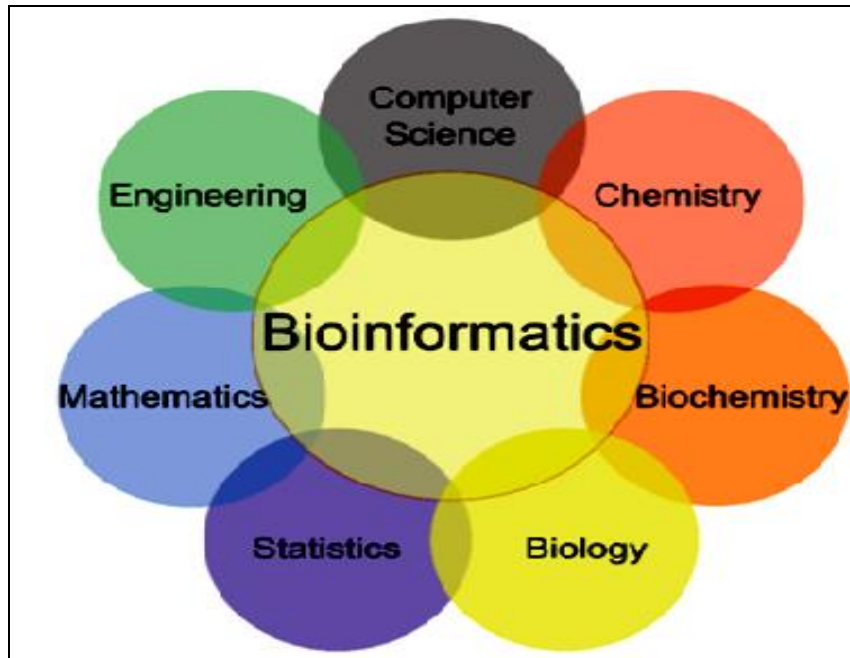 Computer
Science
Engineering
Chemistry
Bioinformatics
Mathematics
Biochemistry
Statistics
Biology